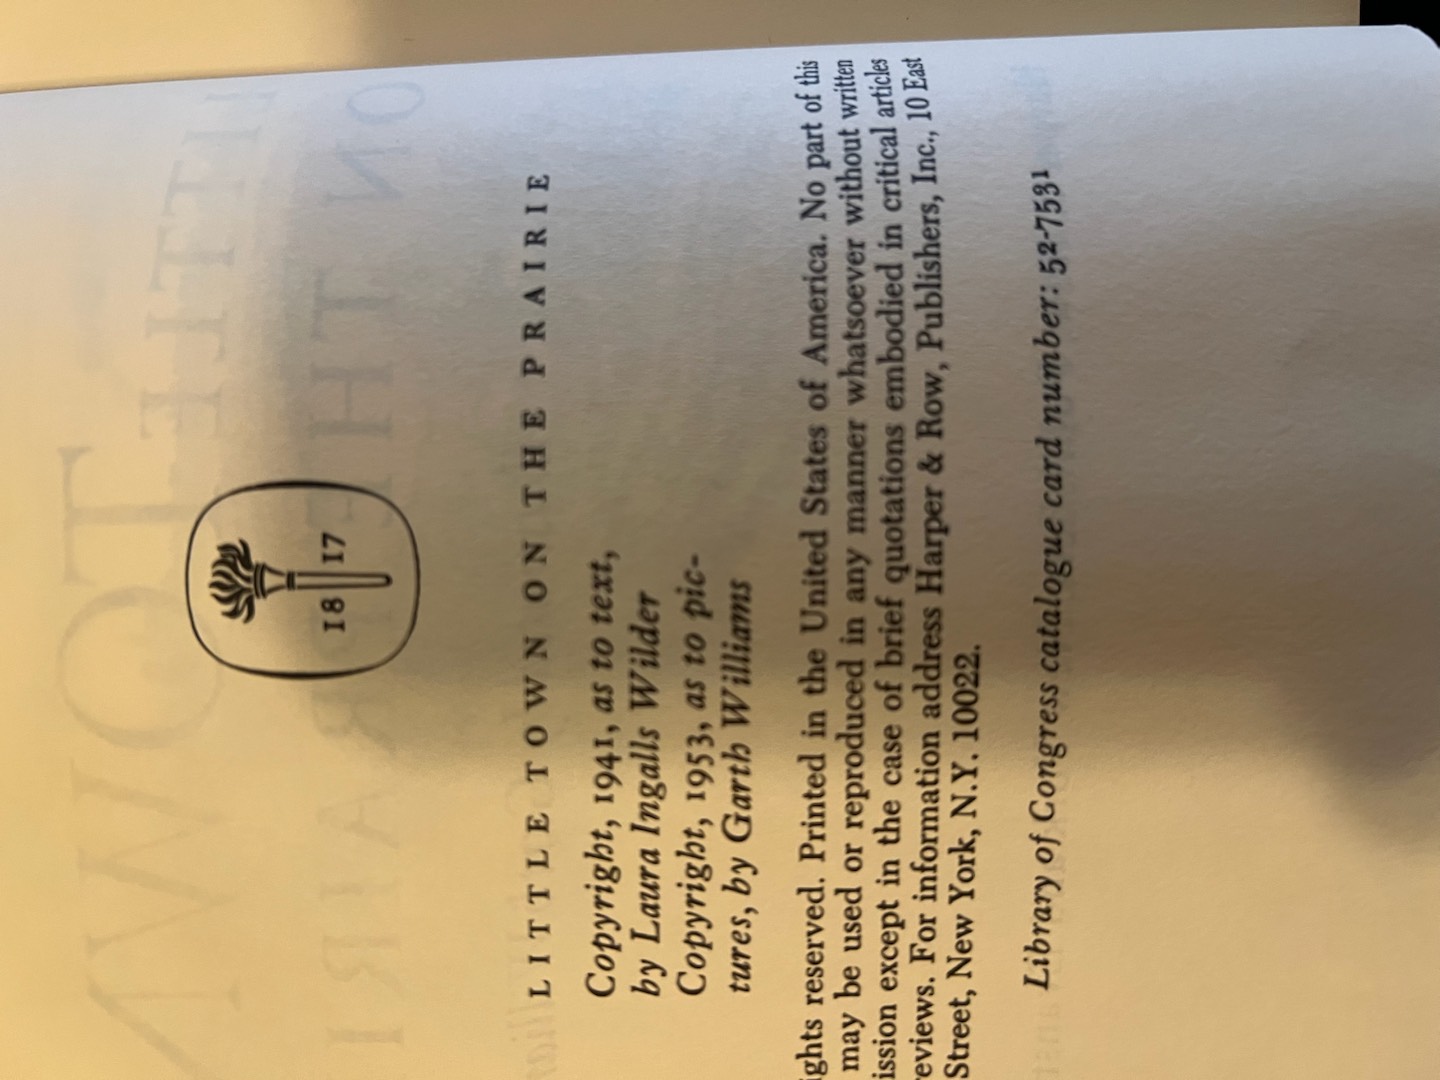 18 17
LITTLE TOWN ON THE PRAIRIE
Copyright, 1941, as to text,
by Laura Ingalls Wilder
Copyright, 1953, as to pic-
tures, by Garth Williams
ights reserved. Printed in the United States of America. No part of this
may be used or reproduced in any manner whatsoever without written
ission except in the case of brief quotations embodied in critical articles
eviews. For information address Harper & Row, Publishers, Inc., 10 East
Street, New York, N.Y. 10022.
Library of Congress catalogue card number: 52-7531